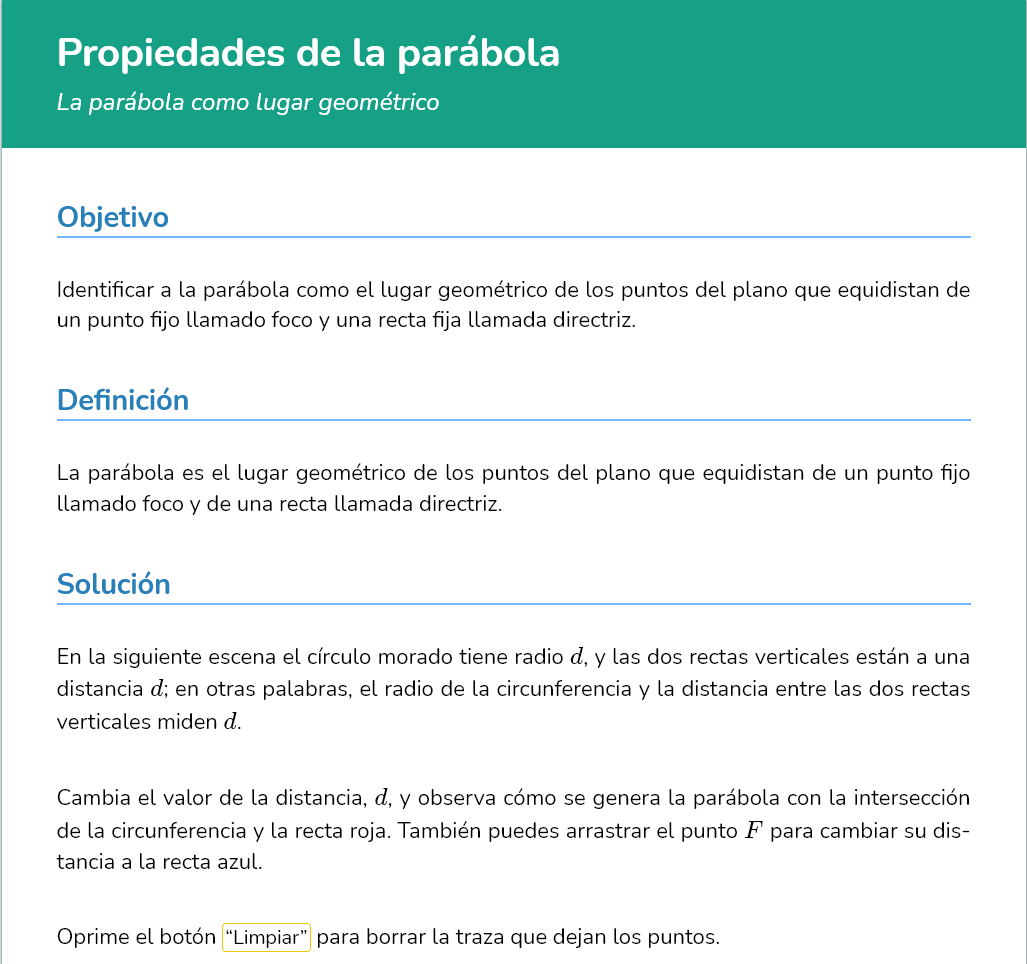 Propiedades de la parábola
La parábola como lugar geométrico
Objetivo
Identificar a la parábola como el lugar geométrico de los puntos del plano que equidistan de
un punto fijo llamado foco y una recta fija llamada directriz.
Definición
La parábola es el lugar geométrico de los puntos del plano que equidistan de un punto fijo
llamado foco y de una recta llamada directriz.
Solución
En la siguiente escena el círculo morado tiene radio d, y las dos rectas verticales están a una
distancia d; en otras palabras, el radio de la circunferencia y la distancia entre las dos rectas
verticales miden d.
Cambia el valor de la distancia, d, y observa cómo se genera la parábola con la intersección
de la circunferencia y la recta roja. También puedes arrastrar el punto F para cambiar su dis-
tancia a la recta azul.
Oprime el botón “Limpiar” para borrar la traza que dejan los puntos.